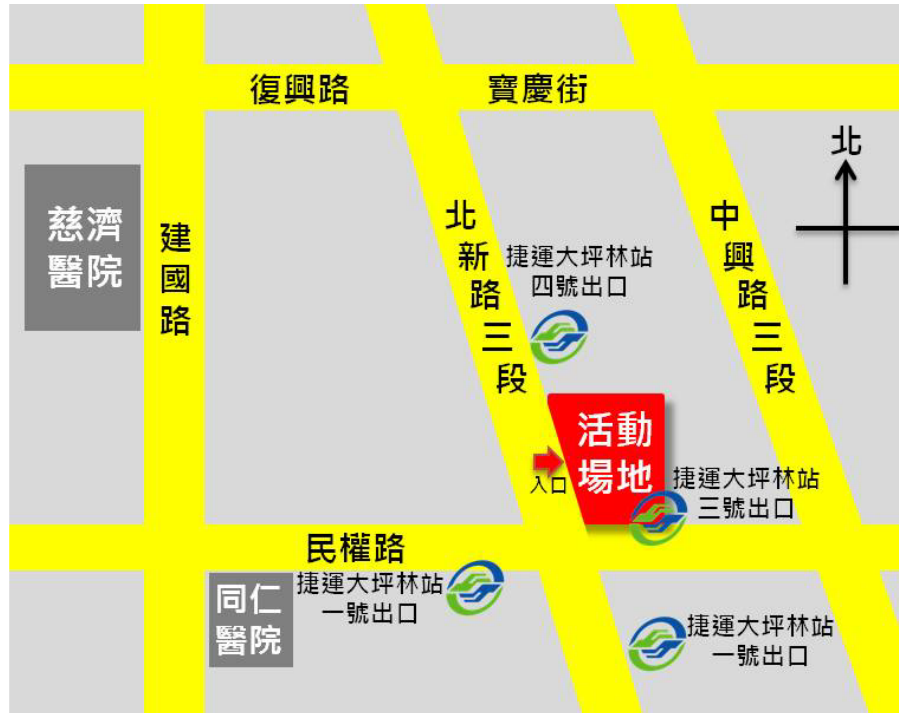 復興路
寶慶街
北
慈濟
醫院
建國路
北新路三段
捷運大坪林站
四號出口
中興路三段
活動
場地
入口
捷運大坪林站
三號出口
民權路
同仁
醫院
捷運大坪林站
一號出口
捷運大坪林站
一號出口